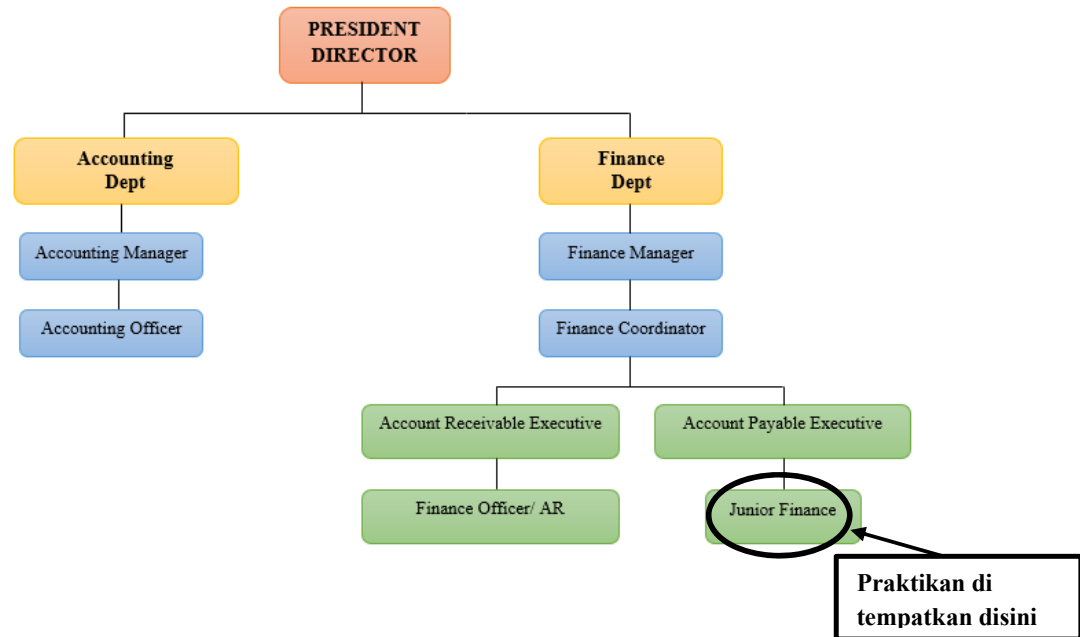 PRESIDENT
DIRECTOR
Accounting
Dept
Finance
Dept
Accounting Manager
Finance Manager
Accounting Officer
Finance Coordinator
Account Receivable Executive
Account Payable Executive
Finance Officer/ AR
Junior Finance
Praktikan di
tempatkan disini